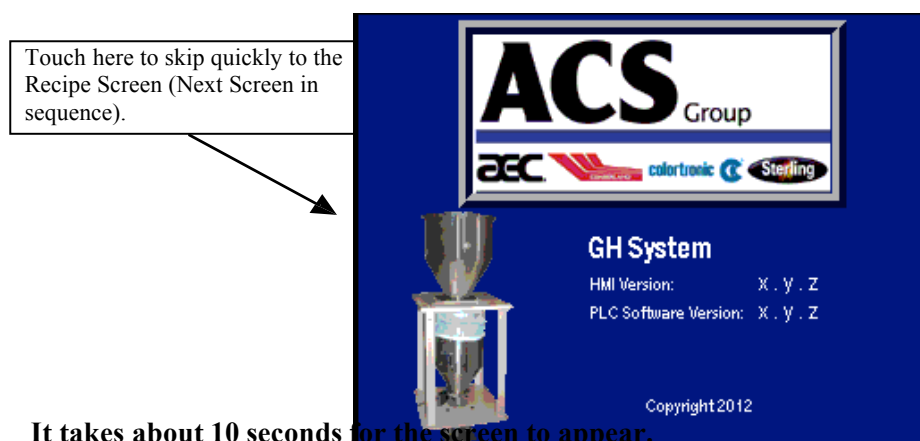 Touch here to skip quickly to the
Recipe Screen (Next Screen in
sequence).
ACS
Group
AEC
CUMBERLAND
colortronic
Sterling
GH System
HMI Version: X . y . Z
PLC Software Version: X . y . Z
Copyright 2012
It takes about 10 seconds for the screen to appear.